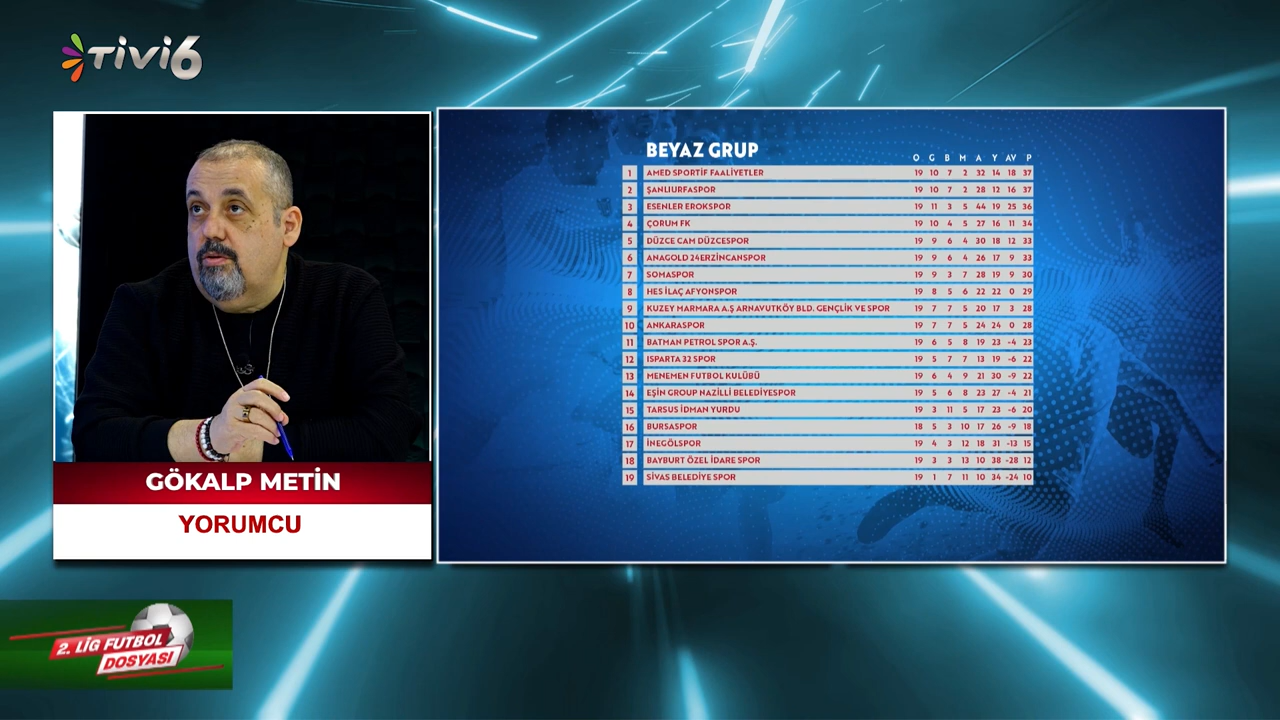 TİVİ6
BEYAZ GRUP
O G B M A Y AV P
1 AMED SPORTİF FAALİYETLER 19 10 7 2 32 14 18 37
2 ŞANLIURFASPOR 19 10 7 2 28 12 16 37
3 ESENLER EROKSPOR 19 11 3 5 44 19 25 36
4 ÇORUM FK 19 10 4 5 27 16 11 34
5 DÜZCE CAM DÜZCESPOR 19 9 6 4 30 18 12 33
6 ANAGOLD 24ERZİNCANSPOR 19 9 6 4 26 17 9 33
7 SOMASPOR 19 9 3 7 28 19 9 30
8 HES İLAÇ AFYONSPOR 19 8 5 6 22 22 0 29
9 KUZEY MARMARA A.Ş ARNAVUTKÖY BLD. GENÇLİK VE SPOR 19 7 7 5 20 17 3 28
10 ANKARASPOR 19 7 7 5 24 24 0 28
11 BATMAN PETROL SPOR A.Ş. 19 6 5 8 19 23 -4 23
12 ISPARTA 32 SPOR 19 5 7 7 13 19 -6 22
13 MENEMEN FUTBOL KULÜBÜ 19 6 4 9 21 30 -9 22
14 EŞİN GROUP NAZİLLİ BELEDİYESPOR 19 5 6 8 23 27 -4 21
15 TARSUS İDMAN YURDU 19 3 11 5 17 23 -6 20
16 BURSASPOR 18 5 3 10 17 26 -9 18
17 İNEGÖLSPOR 19 4 3 12 18 31 -13 15
18 BAYBURT ÖZEL İDARE SPOR 19 3 3 13 10 38 -28 12
19 SİVAS BELEDİYE SPOR 19 1 7 11 10 34 -24 10
GÖKALP METİN
YORUMCU
2. LİG FUTBOL
DOSYASI